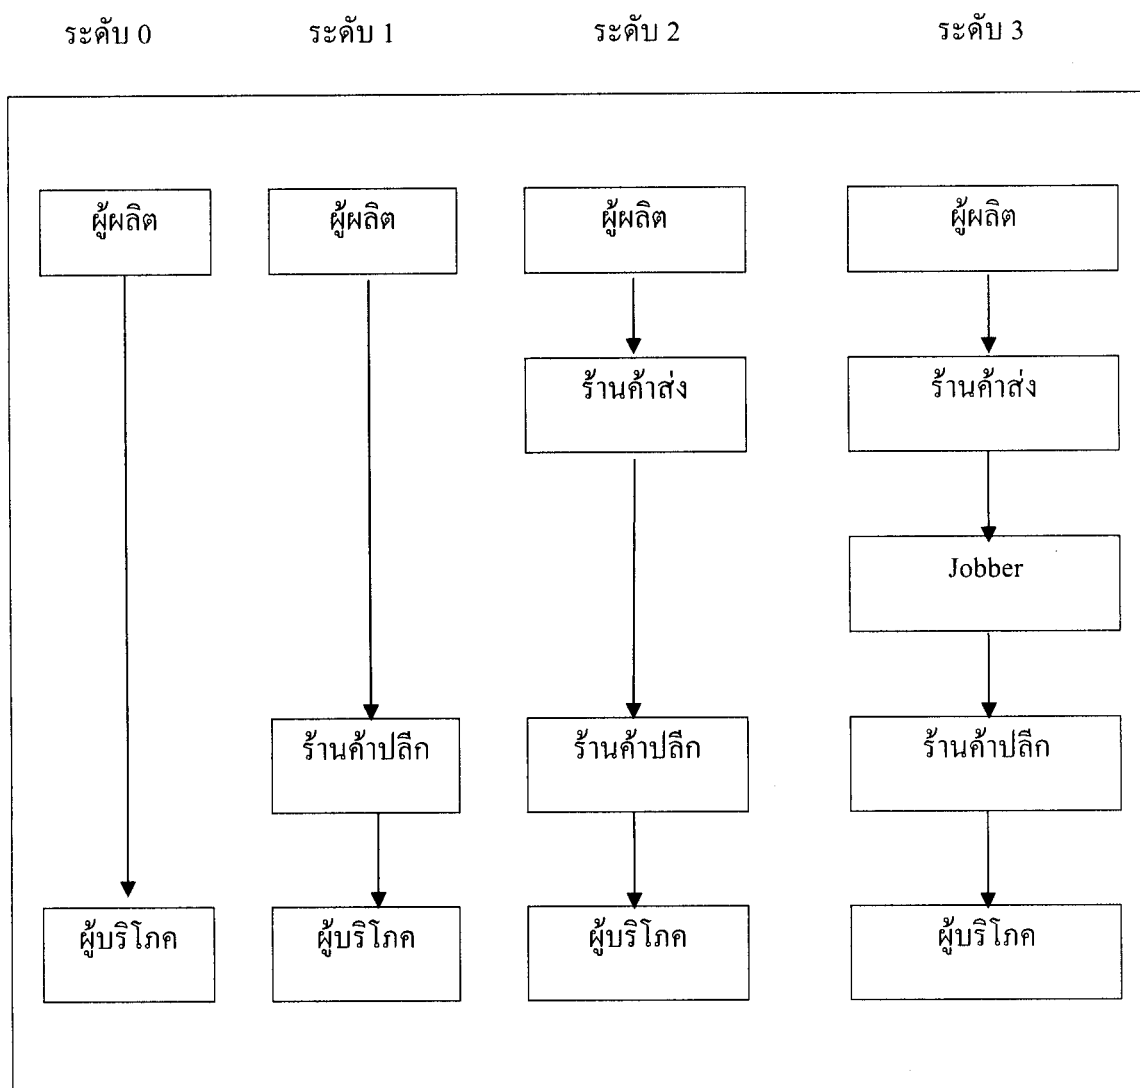 ระดับ 0 ระดับ 1 ระดับ 2 ระดับ 3
ผู้ผลิต ผู้ผลิต ผู้ผลิต ผู้ผลิต
ร้านค้าส่ง ร้านค้าส่ง
Jobber
ร้านค้าปลีก ร้านค้าปลีก ร้านค้าปลีก
ผู้บริโภค ผู้บริโภค ผู้บริโภค ผู้บริโภค